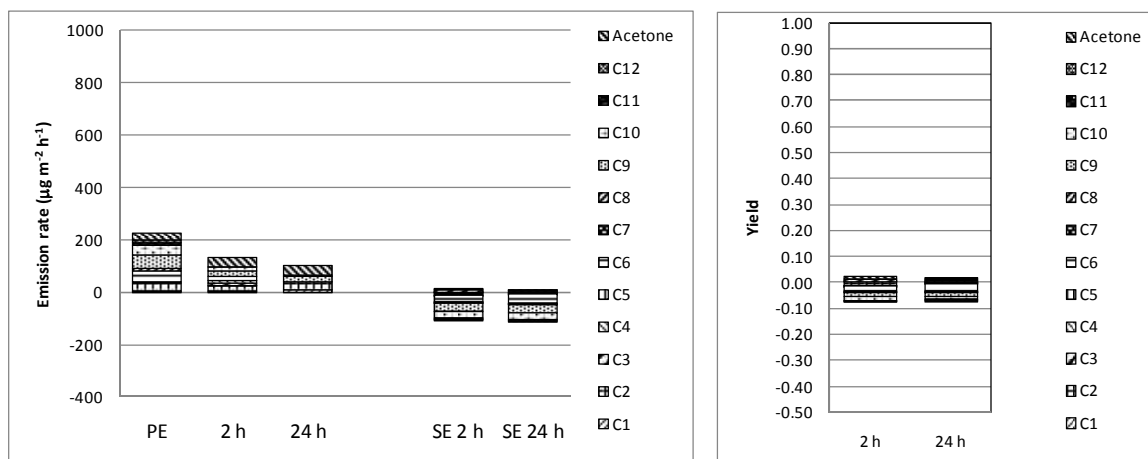 1000
800
600
400
200
0
-200
-400
Emission rate (µg m⁻² h⁻¹)
PE 2 h 24 h SE 2 h SE 24 h
Acetone
C12
C11
C10
C9
C8
C7
C6
C5
C4
C3
C2
C1
1.00
0.90
0.80
0.70
0.60
0.50
0.40
0.30
0.20
0.10
0.00
-0.10
-0.20
-0.30
-0.40
-0.50
Yield
2 h 24 h
Acetone
C12
C11
C10
C9
C8
C7
C6
C5
C4
C3
C2
C1